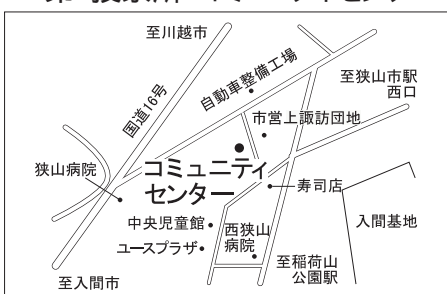 至川越市
国道16号
自動車整備工場
至狭山市駅
西口
市営上諏訪団地
狭山病院
コミュニティ
センター
寿司店
中央児童館
西狭山
病院
入間基地
ユースプラザ
至稲荷山
公園駅
至入間市